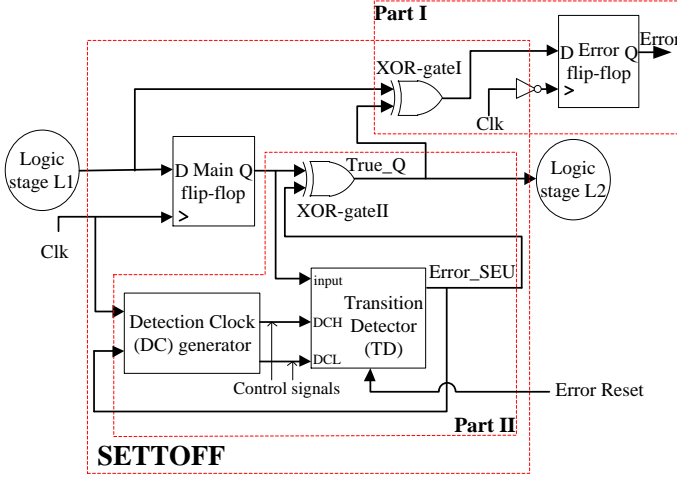 Part I
Error
D Error Q
flip-flop
>
XOR-gateI
Clk
Logic
stage L1
D Main Q
flip-flop
>
True_Q
XOR-gateII
Logic
stage L2
Clk
input
Error_SEU
Transition
Detector
(TD)
DCH
DCL
Detection Clock
(DC) generator
Control signals
Error Reset
Part II
SETTOFF